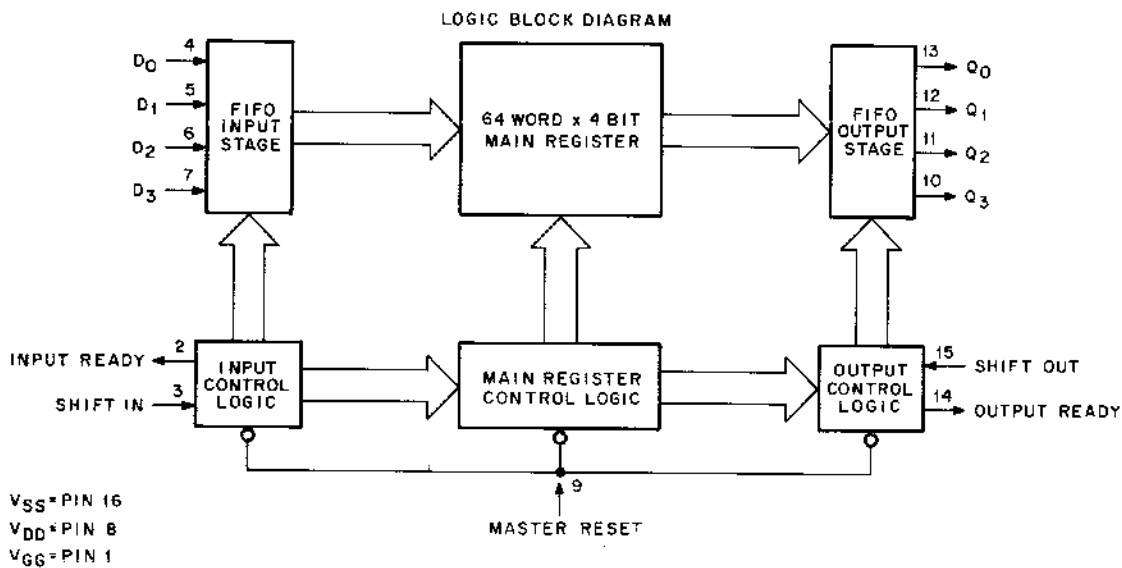 LOGIC BLOCK DIAGRAM
D0 4
D1 5
D2 6
D3 7
FIFO
INPUT
STAGE
64 WORD x 4 BIT
MAIN REGISTER
FIFO
OUTPUT
STAGE
13 Q0
12 Q1
11 Q2
10 Q3
INPUT READY 2
SHIFT IN 3
INPUT
CONTROL
LOGIC
MAIN REGISTER
CONTROL LOGIC
OUTPUT
CONTROL
LOGIC
15 SHIFT OUT
14 OUTPUT READY
9
MASTER RESET
VSS=PIN 16
VDD=PIN 8
VGG=PIN 1